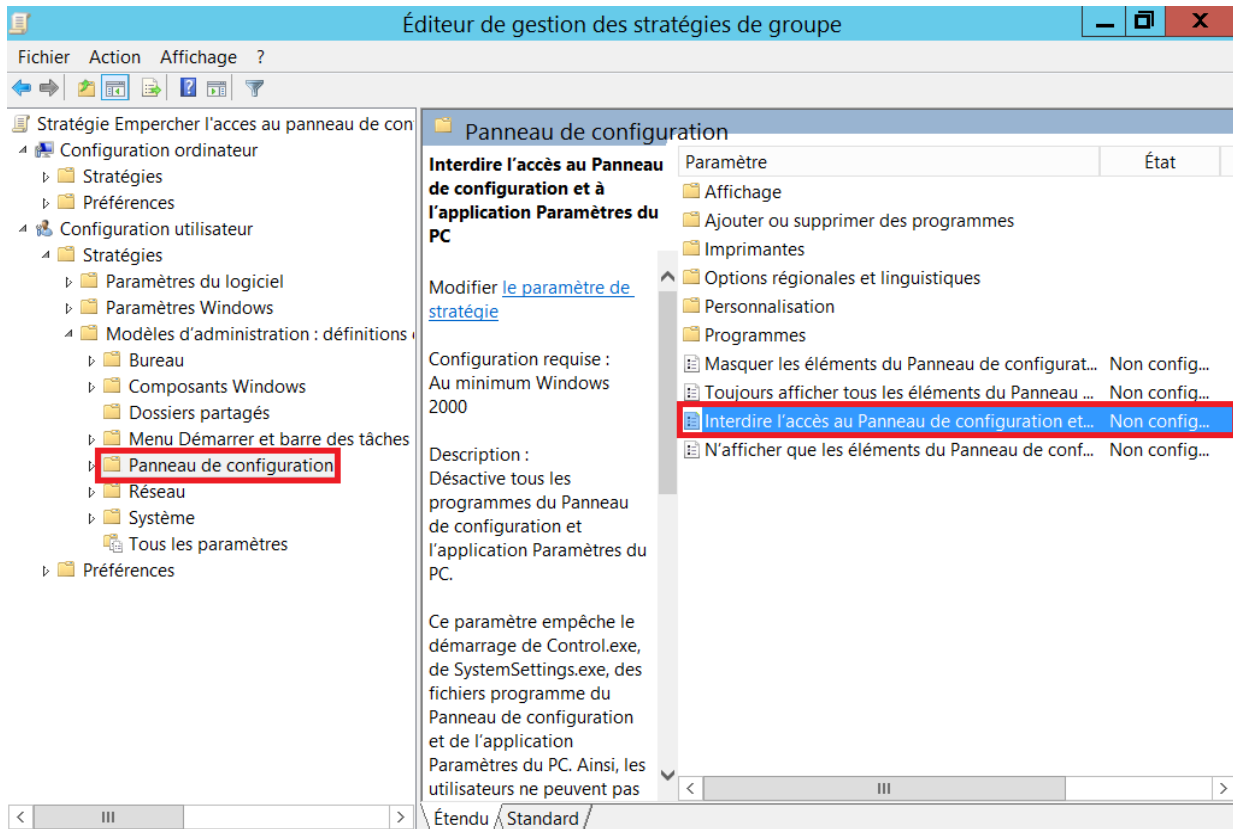 Éditeur de gestion des stratégies de groupe
Fichier Action Affichage ?
Stratégie Empercher l'acces au panneau de con
Configuration ordinateur
Stratégies
Préférences
Configuration utilisateur
Stratégies
Paramètres du logiciel
Paramètres Windows
Modèles d'administration : définitions
Bureau
Composants Windows
Dossiers partagés
Menu Démarrer et barre des tâches
Panneau de configuration
Réseau
Système
Tous les paramètres
Préférences
Panneau de configuration
Interdire l'accès au Panneau
de configuration et à
l'application Paramètres du
PC
Modifier le paramètre de
stratégie
Configuration requise :
Au minimum Windows
2000
Description :
Désactive tous les
programmes du Panneau
de configuration et
l'application Paramètres du
PC.
Ce paramètre empêche le
démarrage de Control.exe,
de SystemSettings.exe, des
fichiers programme du
Panneau de configuration
et de l'application
Paramètres du PC. Ainsi, les
utilisateurs ne peuvent pas
Paramètre État
Affichage
Ajouter ou supprimer des programmes
Imprimantes
Options régionales et linguistiques
Personnalisation
Programmes
Masquer les éléments du Panneau de configurat... Non config...
Toujours afficher tous les éléments du Panneau ... Non config...
Interdire l'accès au Panneau de configuration et... Non config...
N'afficher que les éléments du Panneau de conf... Non config...
Étendu Standard